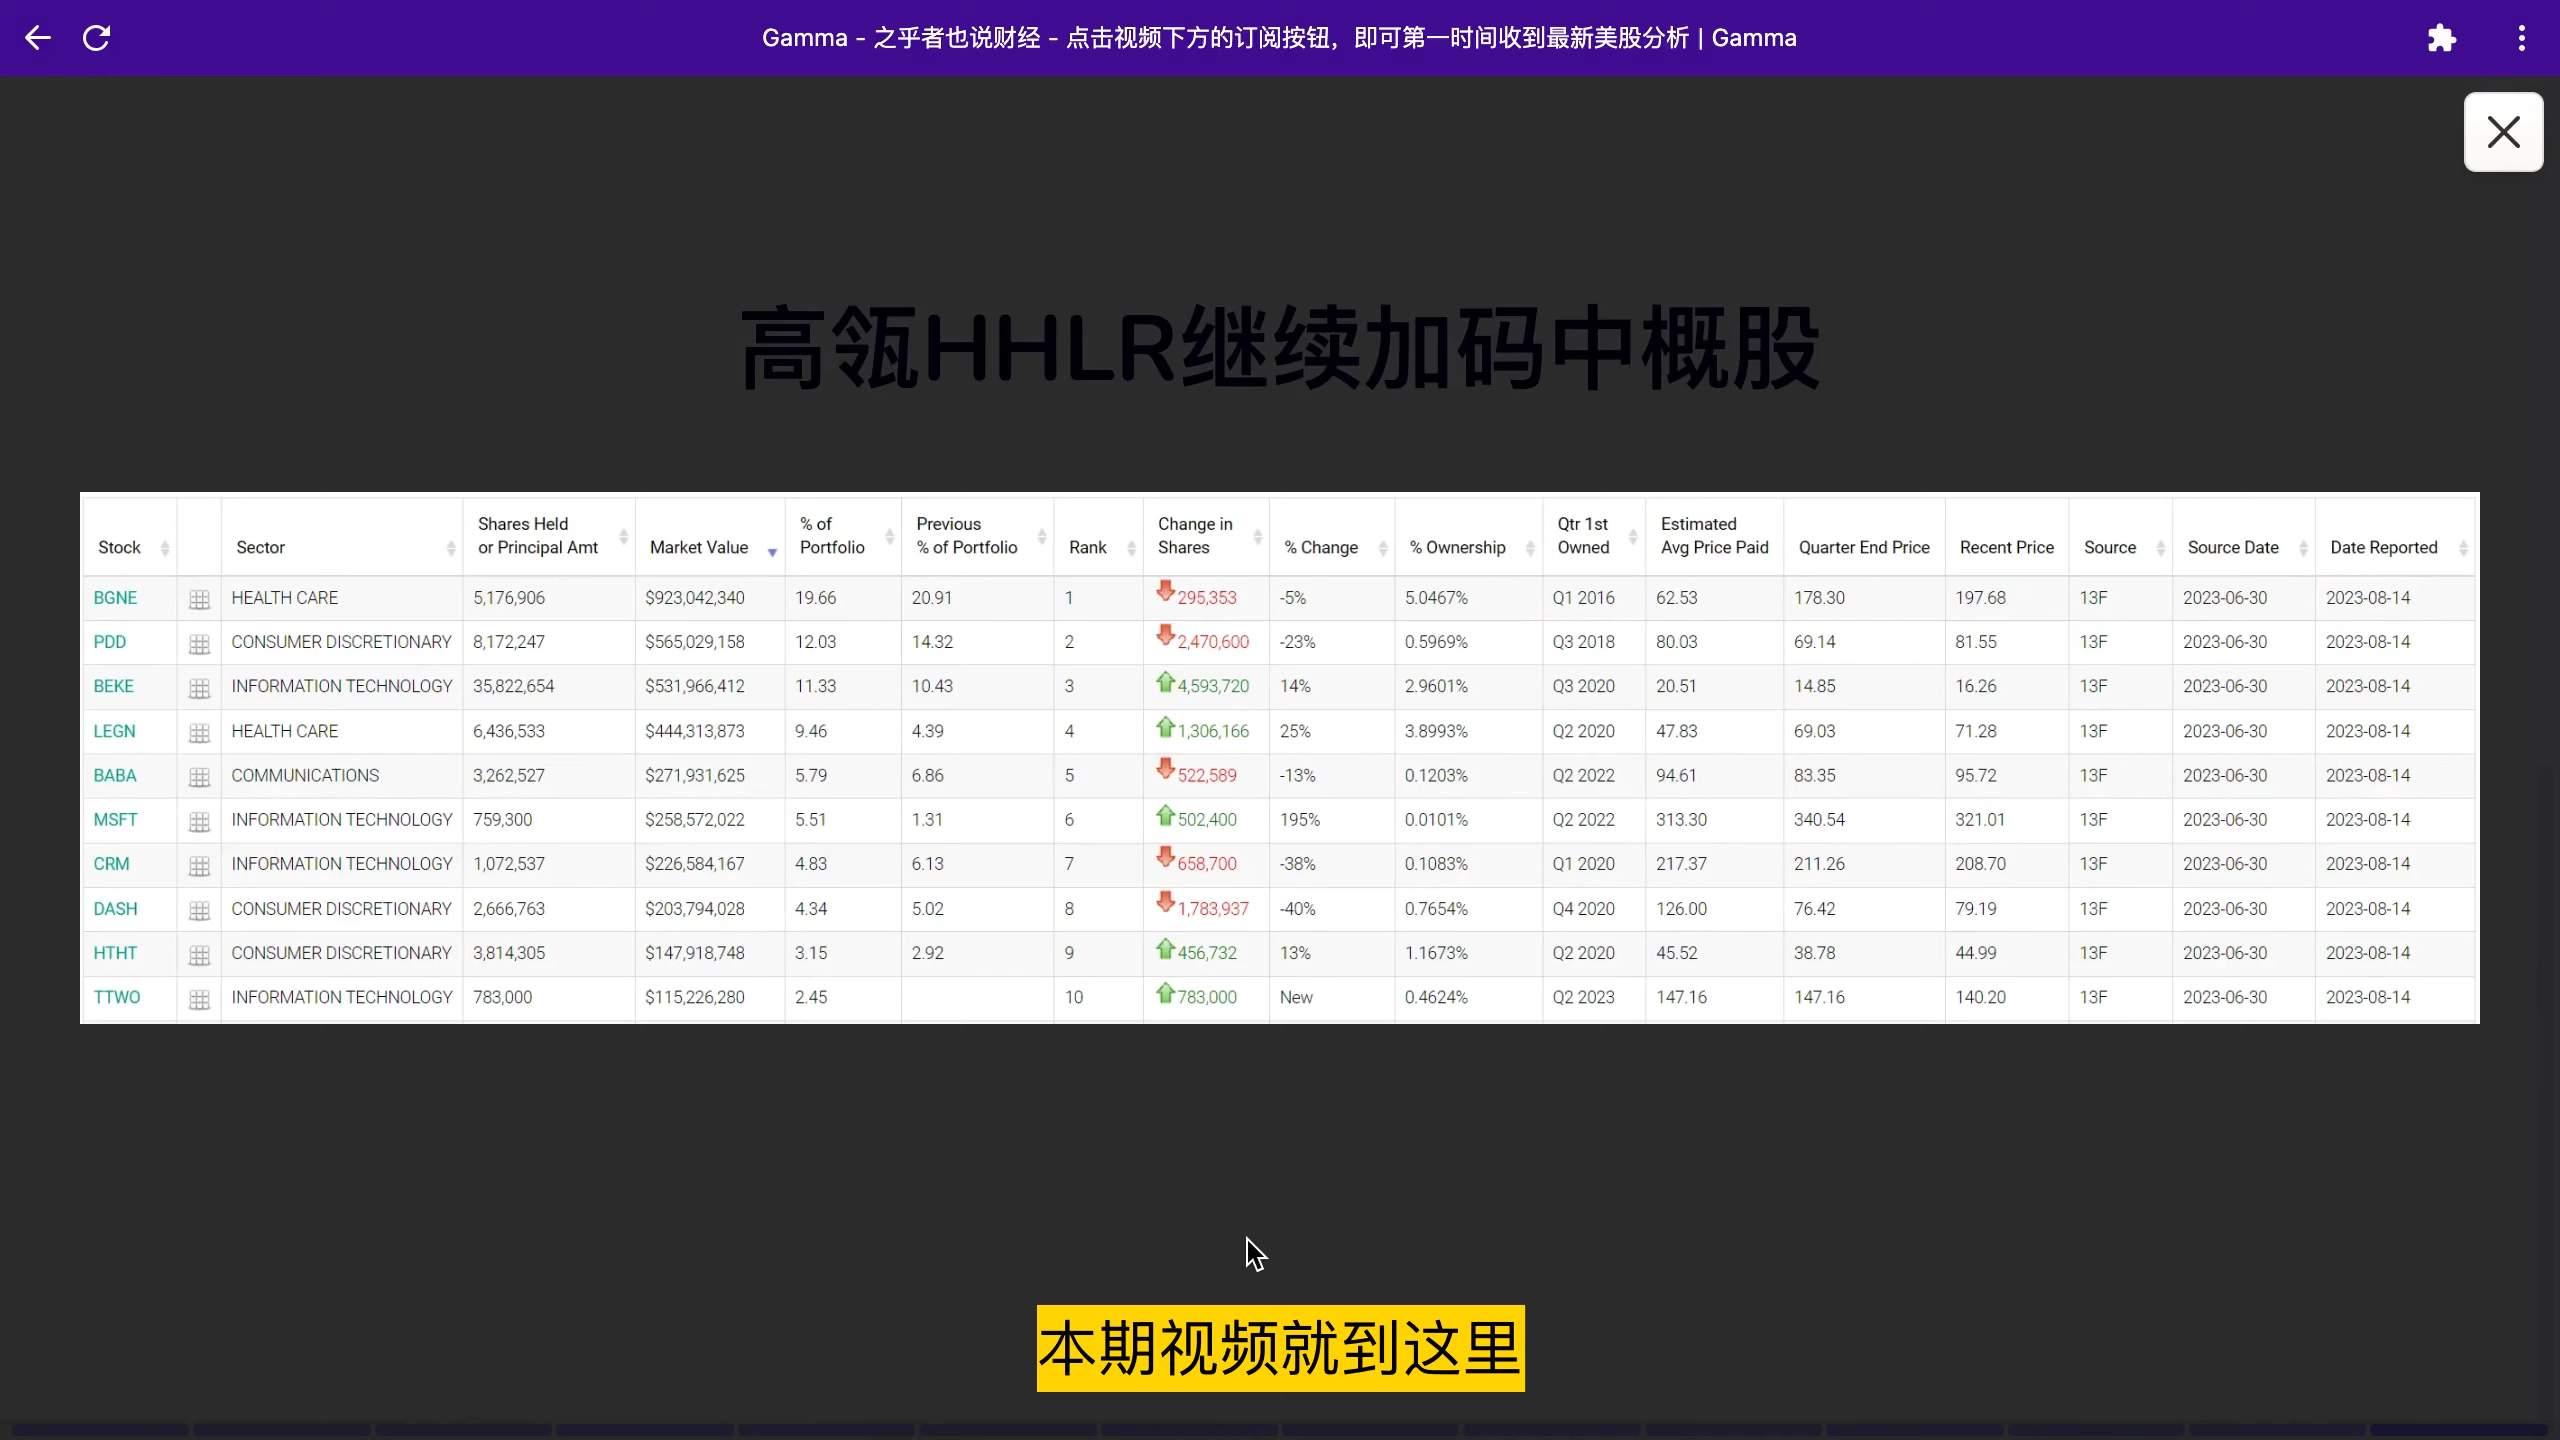 Gamma - 之乎者也说财经 - 点击视频下方的订阅按钮，即可第一时间收到最新美股分析 | Gamma
高瓴HHLR继续加码中概股
Stock Sector Shares Held or Principal Amt Market Value % of Portfolio Previous % of Portfolio Rank Change in Shares % Change % Ownership Qtr 1st Owned Estimated Avg Price Paid Quarter End Price Recent Price Source Source Date Date Reported
BGNE HEALTH CARE 5,176,906 $923,042,340 19.66 20.91 1 295,353 -5% 5.0467% Q1 2016 62.53 178.30 197.68 13F 2023-06-30 2023-08-14
PDD CONSUMER DISCRETIONARY 8,172,247 $565,029,158 12.03 14.32 2 2,470,600 -23% 0.5969% Q3 2018 80.03 69.14 81.55 13F 2023-06-30 2023-08-14
BEKE INFORMATION TECHNOLOGY 35,822,654 $531,966,412 11.33 10.43 3 4,593,720 14% 2.9601% Q3 2020 20.51 14.85 16.26 13F 2023-06-30 2023-08-14
LEGN HEALTH CARE 6,436,533 $444,313,873 9.46 4.39 4 1,306,166 25% 3.8993% Q2 2020 47.83 69.03 71.28 13F 2023-06-30 2023-08-14
BABA COMMUNICATIONS 3,262,527 $271,931,625 5.79 6.86 5 522,589 -13% 0.1203% Q2 2022 94.61 83.35 95.72 13F 2023-06-30 2023-08-14
MSFT INFORMATION TECHNOLOGY 759,300 $258,572,022 5.51 1.31 6 502,400 195% 0.0101% Q2 2022 313.30 340.54 321.01 13F 2023-06-30 2023-08-14
CRM INFORMATION TECHNOLOGY 1,072,537 $226,584,167 4.83 6.13 7 658,700 -38% 0.1083% Q1 2020 217.37 211.26 208.70 13F 2023-06-30 2023-08-14
DASH CONSUMER DISCRETIONARY 2,666,763 $203,794,028 4.34 5.02 8 1,783,937 -40% 0.7654% Q4 2020 126.00 76.42 79.19 13F 2023-06-30 2023-08-14
HTHT CONSUMER DISCRETIONARY 3,814,305 $147,918,748 3.15 2.92 9 456,732 13% 1.1673% Q2 2020 45.52 38.78 44.99 13F 2023-06-30 2023-08-14
TTWO INFORMATION TECHNOLOGY 783,000 $115,226,280 2.45 10 783,000 New 0.4624% Q2 2023 147.16 147.16 140.20 13F 2023-06-30 2023-08-14
本期视频就到这里